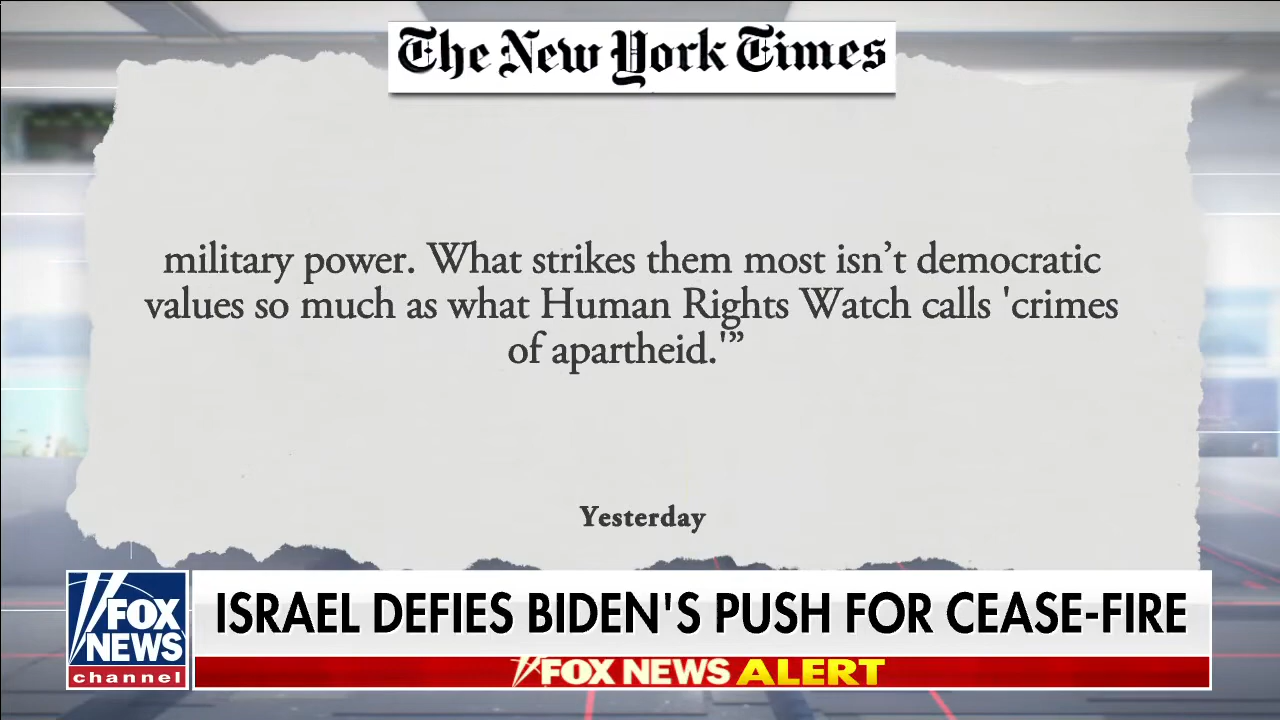 The New York Times
military power. What strikes them most isn’t democratic
values so much as what Human Rights Watch calls 'crimes
of apartheid.'”
Yesterday
FOX
NEWS
channel
ISRAEL DEFIES BIDEN'S PUSH FOR CEASE-FIRE
FOX NEWS ALERT